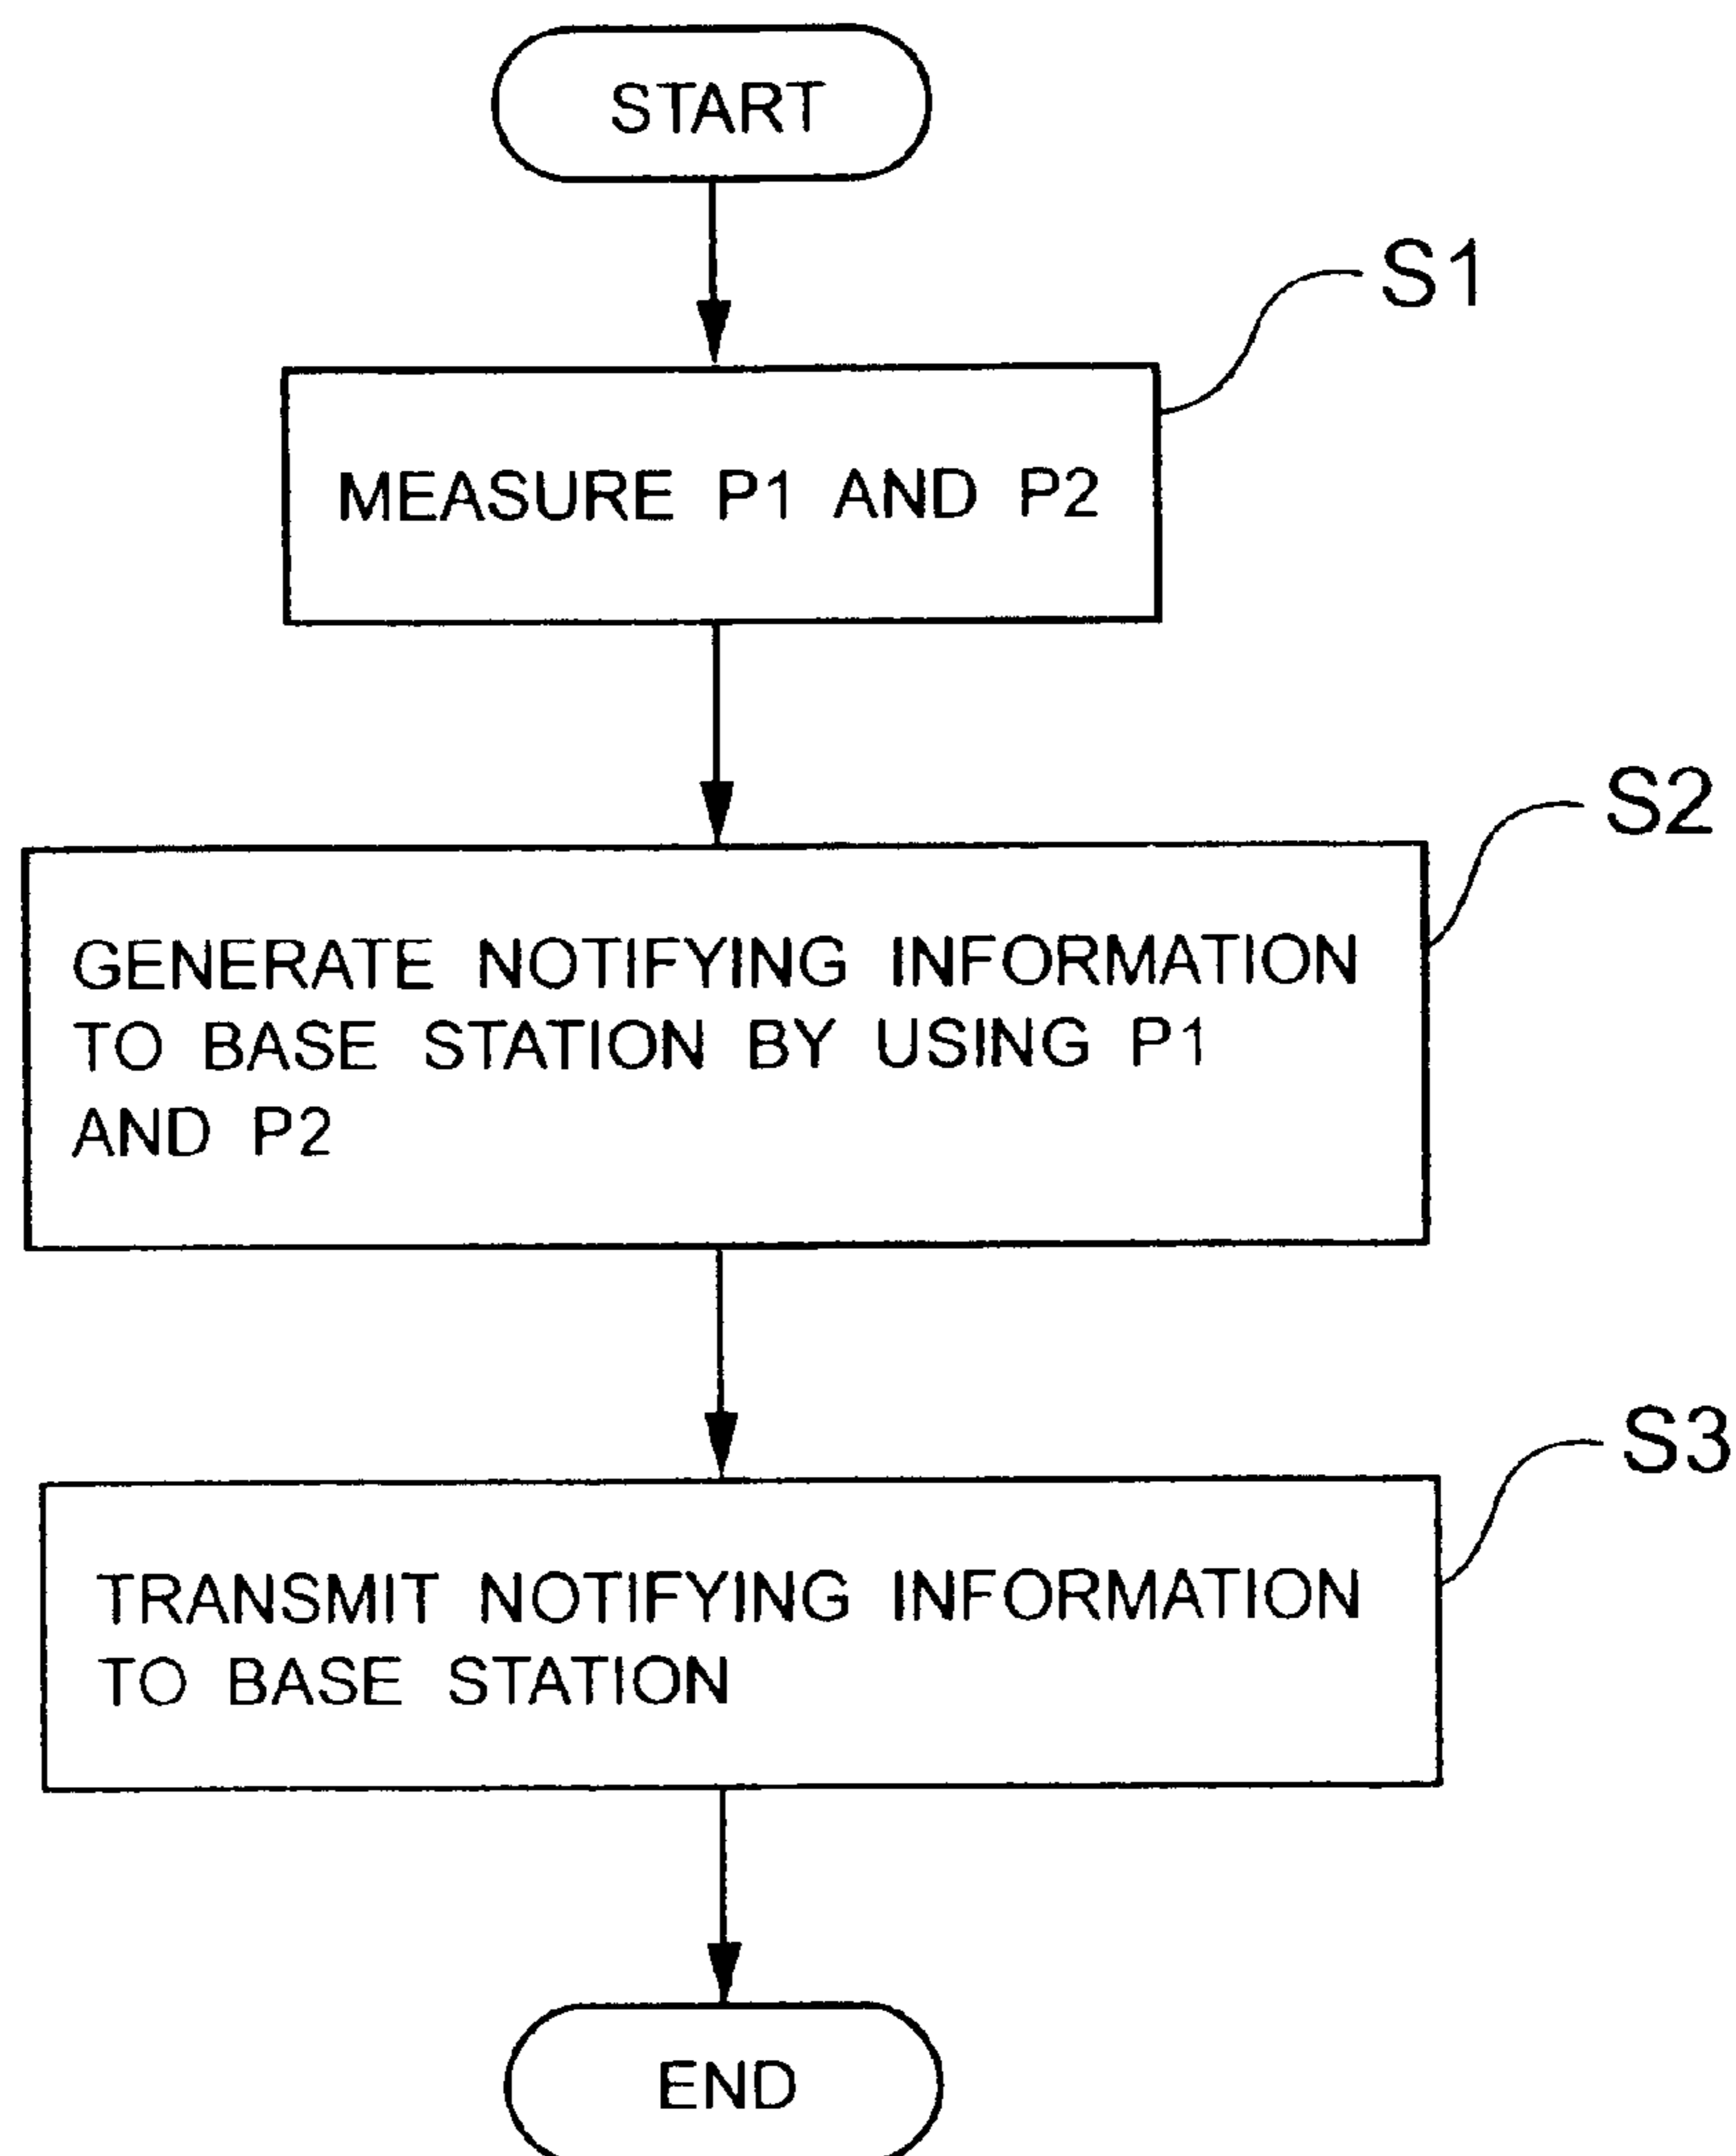 START
S1
MEASURE P1 AND P2
S2
GENERATE NOTIFYING INFORMATION
TO BASE STATION BY USING P1
AND P2
S3
TRANSMIT NOTIFYING INFORMATION
TO BASE STATION
END